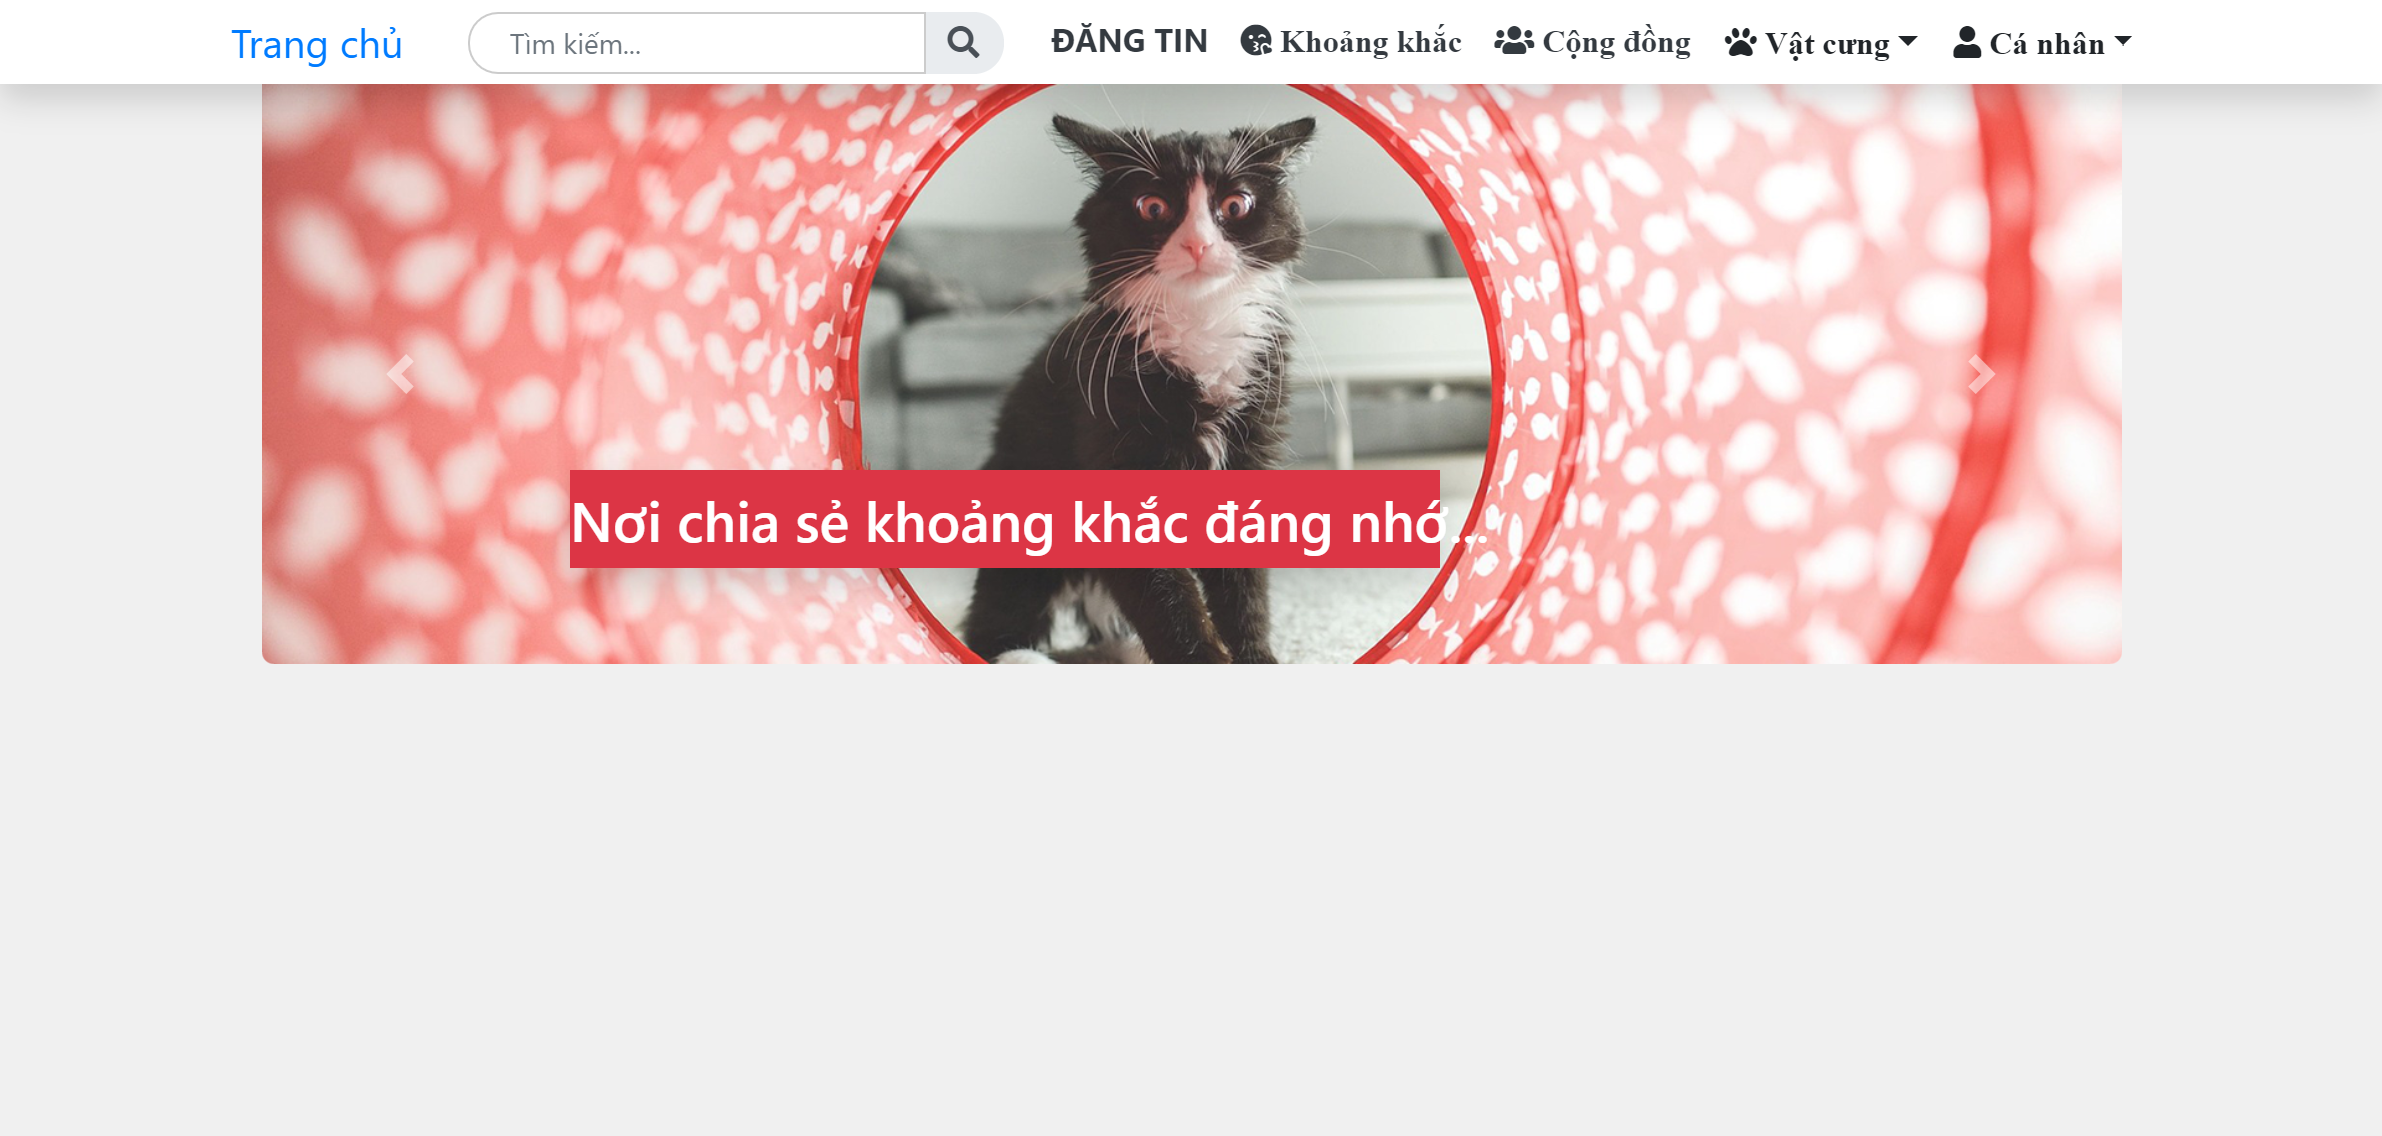 Trang chủ
Tìm kiếm...
ĐĂNG TIN
Khoảng khắc
Cộng đồng
Vật cưng
Cá nhân
Nơi chia sẻ khoảng khắc đáng nhớ...